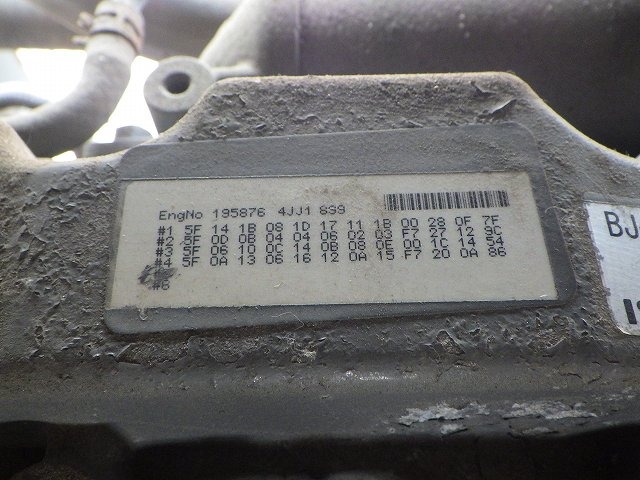 EngNo 195876 4JJ1 899
#1 5F 14 1B 08 1D 17 11 1B 00 28 0F 7F
#2 5F 0D 0B 04 04 06 02 03 F7 27 12 9C
#3 5F 06 10 0C 14 0B 08 0E 00 1C 14 54
#4 5F 0A 13 06 16 12 0A 15 F7 20 0A 86
#6
BJ